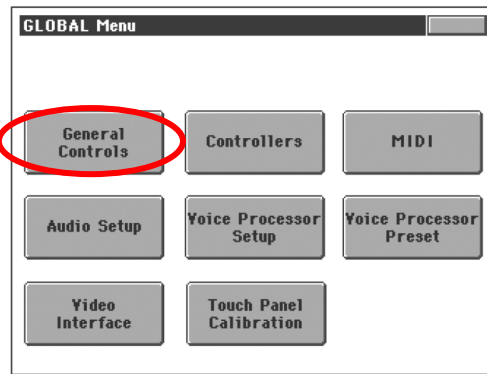 GLOBAL Menu
General
Controls
Controllers
MIDI
Audio Setup
Voice Processor
Setup
Voice Processor
Preset
Video
Interface
Touch Panel
Calibration